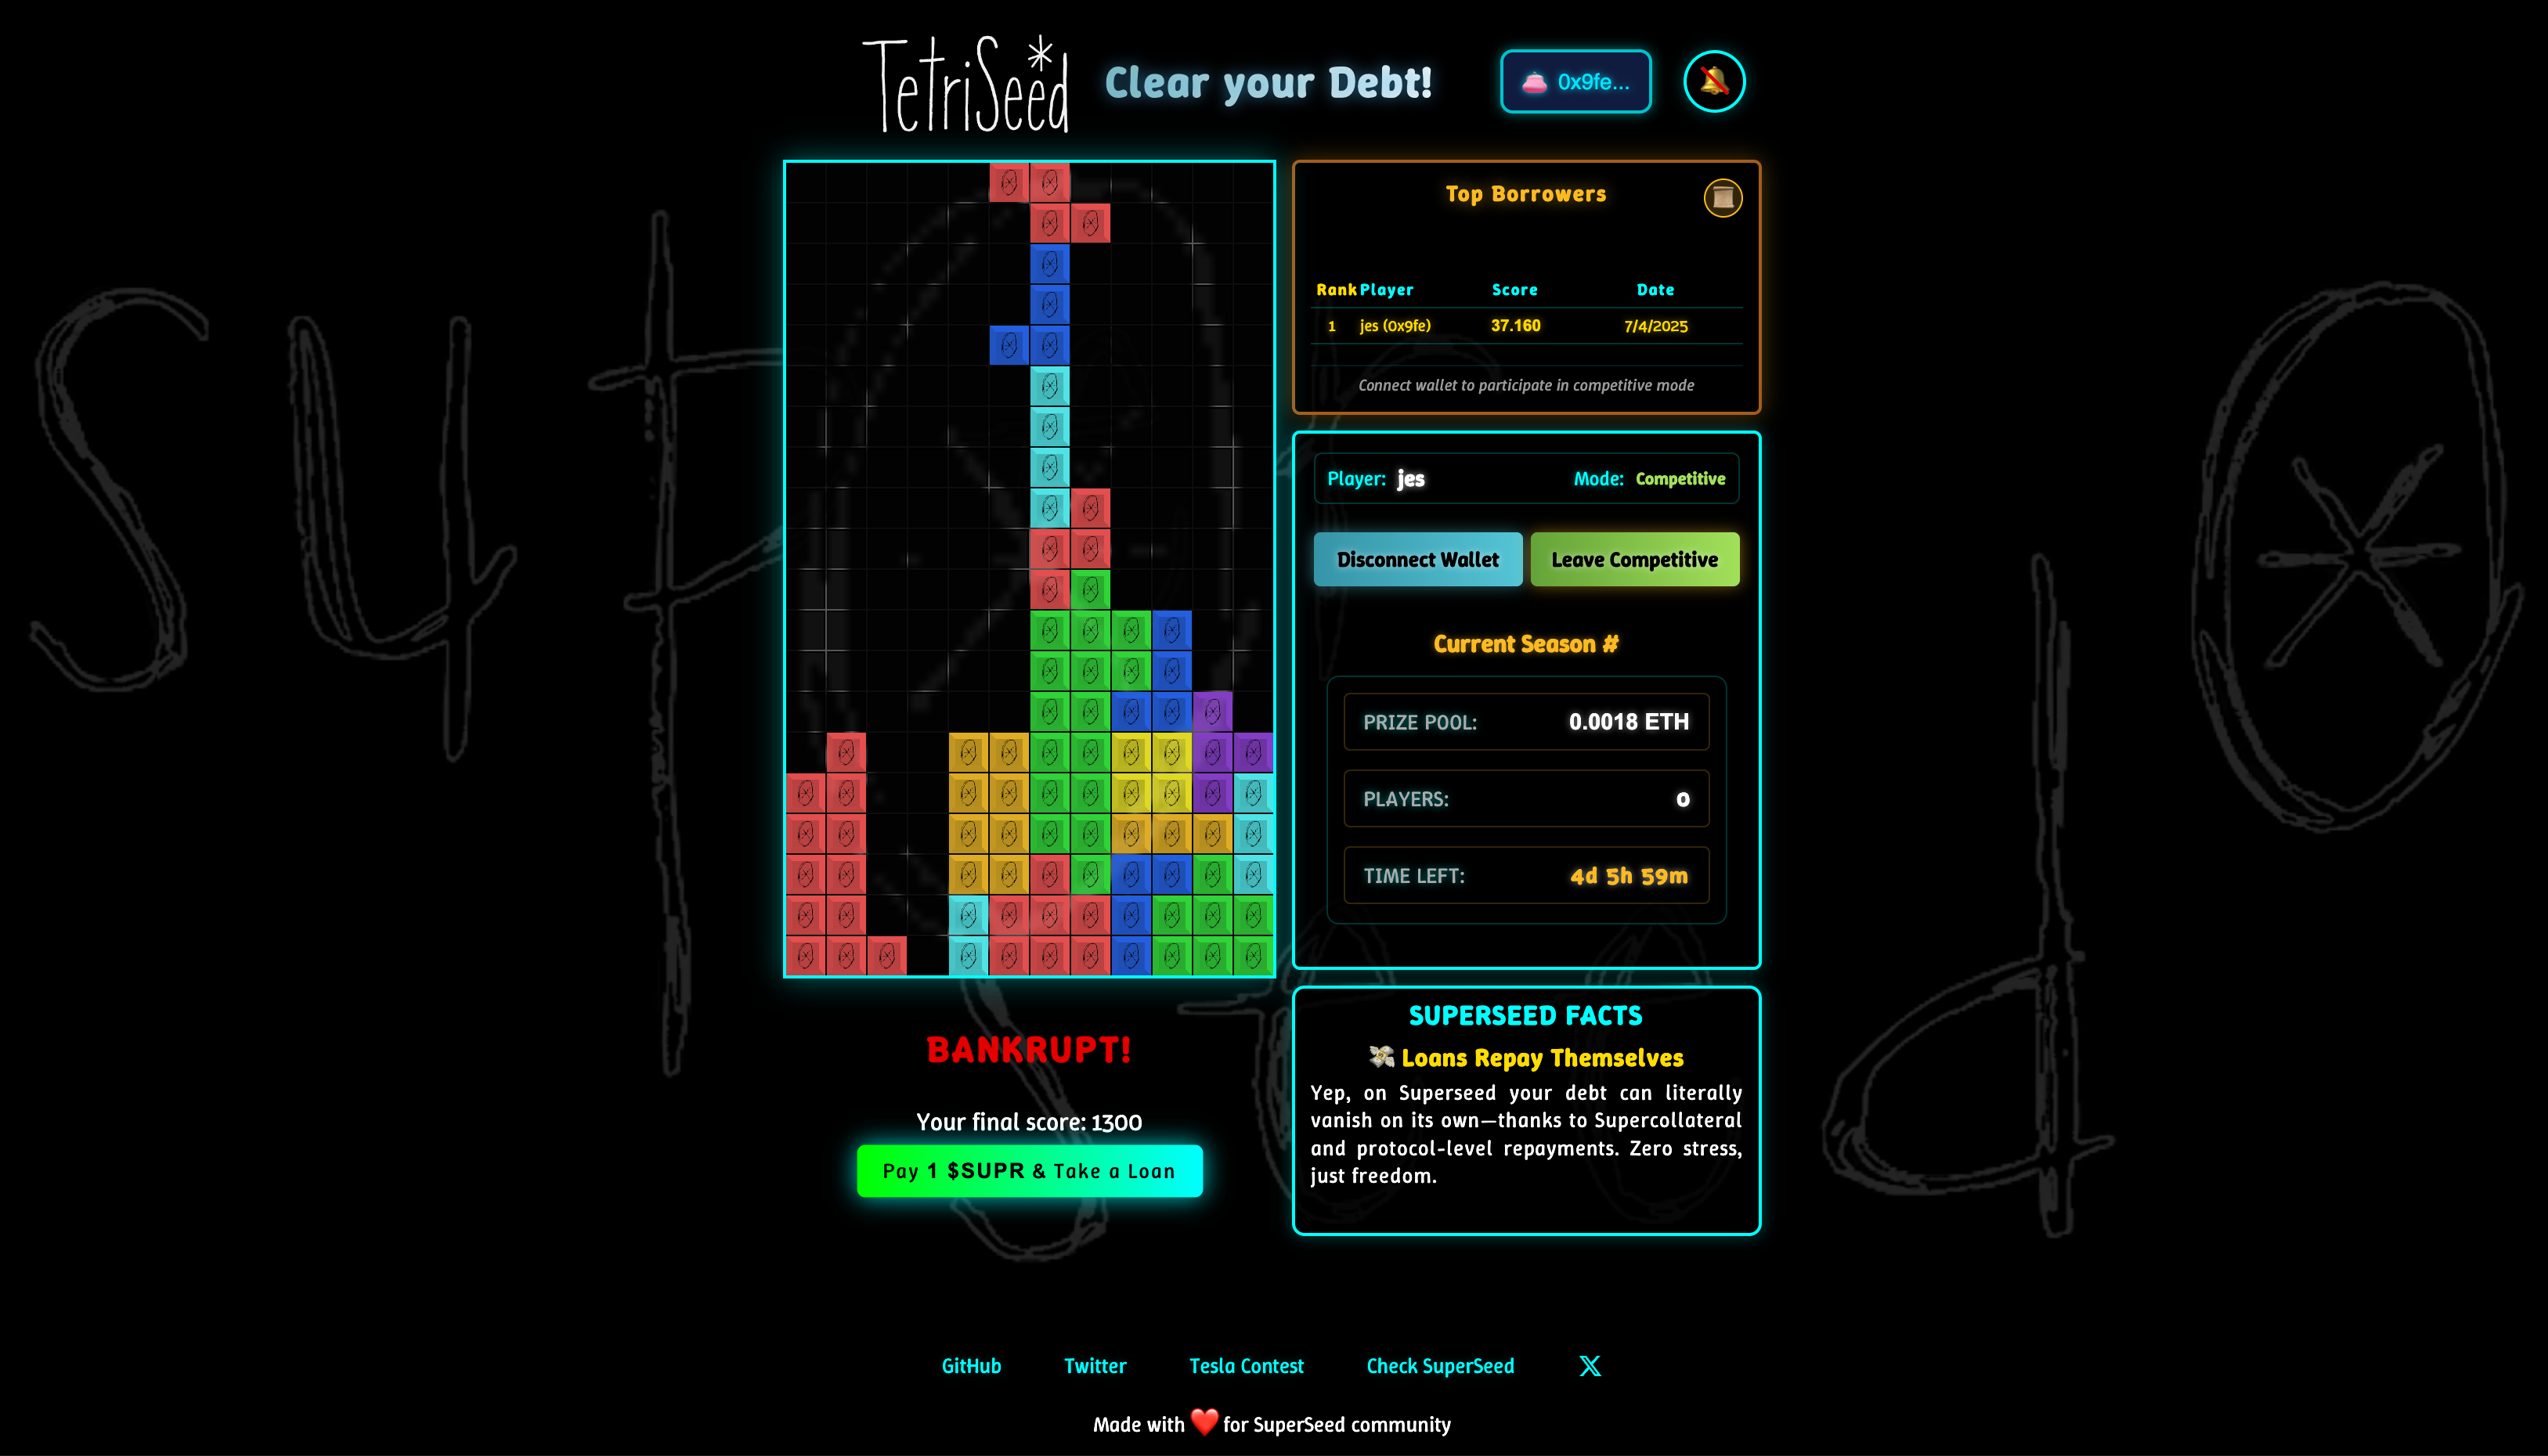 TetriSeed
Clear your Debt!
0x9fe...
Top Borrowers
Rank Player Score Date
1 jes (0x9fe) 37.160 7/4/2025
Connect wallet to participate in competitive mode
Player: jes Mode: Competitive
Disconnect Wallet Leave Competitive
Current Season #
PRIZE POOL: 0.0018 ETH
PLAYERS: 0
TIME LEFT: 4d 5h 59m
BANKRUPT!
Your final score: 1300
Pay 1 $SUPR & Take a Loan
SUPERSEED FACTS
💸 Loans Repay Themselves
Yep, on Superseed your debt can literally
vanish on its own—thanks to Supercollateral
and protocol-level repayments. Zero stress,
just freedom.
GitHub Twitter Tesla Contest Check SuperSeed X
Made with ❤️ for SuperSeed community